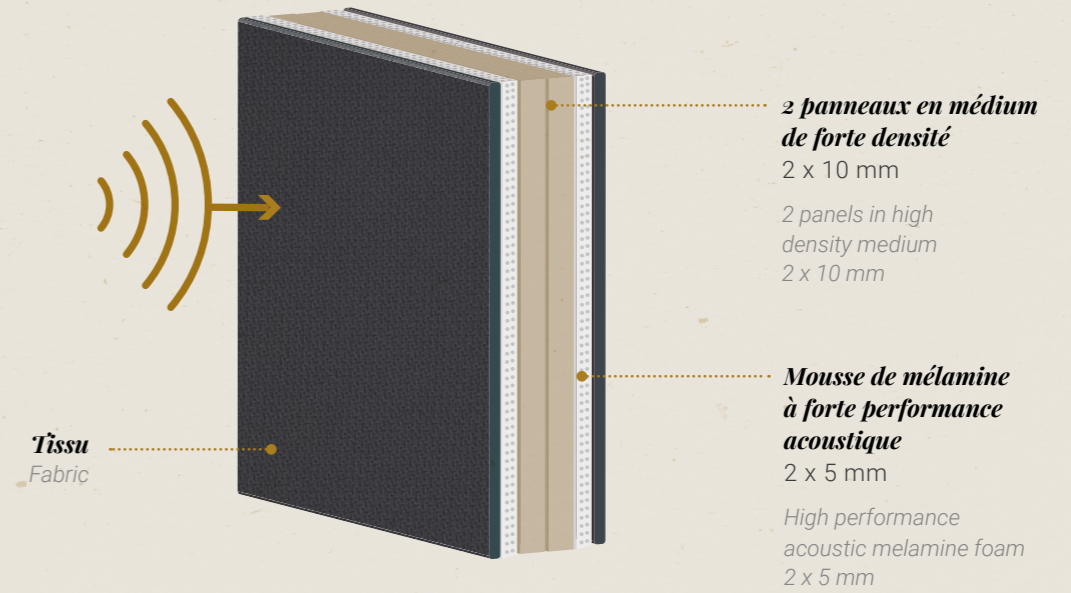 2 panneaux en médium
de forte densité
2 x 10 mm
2 panels in high
density medium
2 x 10 mm
Mousse de mélamine
à forte performance
acoustique
2 x 5 mm
High performance
acoustic melamine foam
2 x 5 mm
Tissu
Fabric